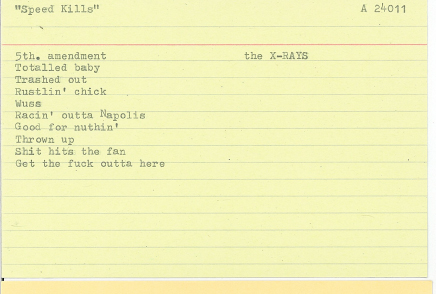 "Speed Kills" A 24011
5th. amendment the X-RAYS
Totalled baby
Trashed out
Rustlin' chick
Wuss
Racin' outta Napolis
Good for nuthin'
Thrown up
Shit hits the fan
Get the fuck outta here